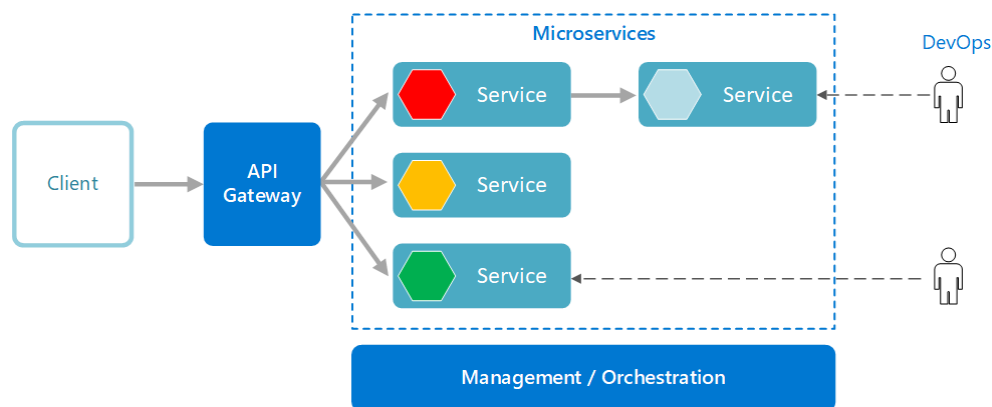 Microservices
DevOps
Service
Service
Client
API
Gateway
Service
Service
Management / Orchestration